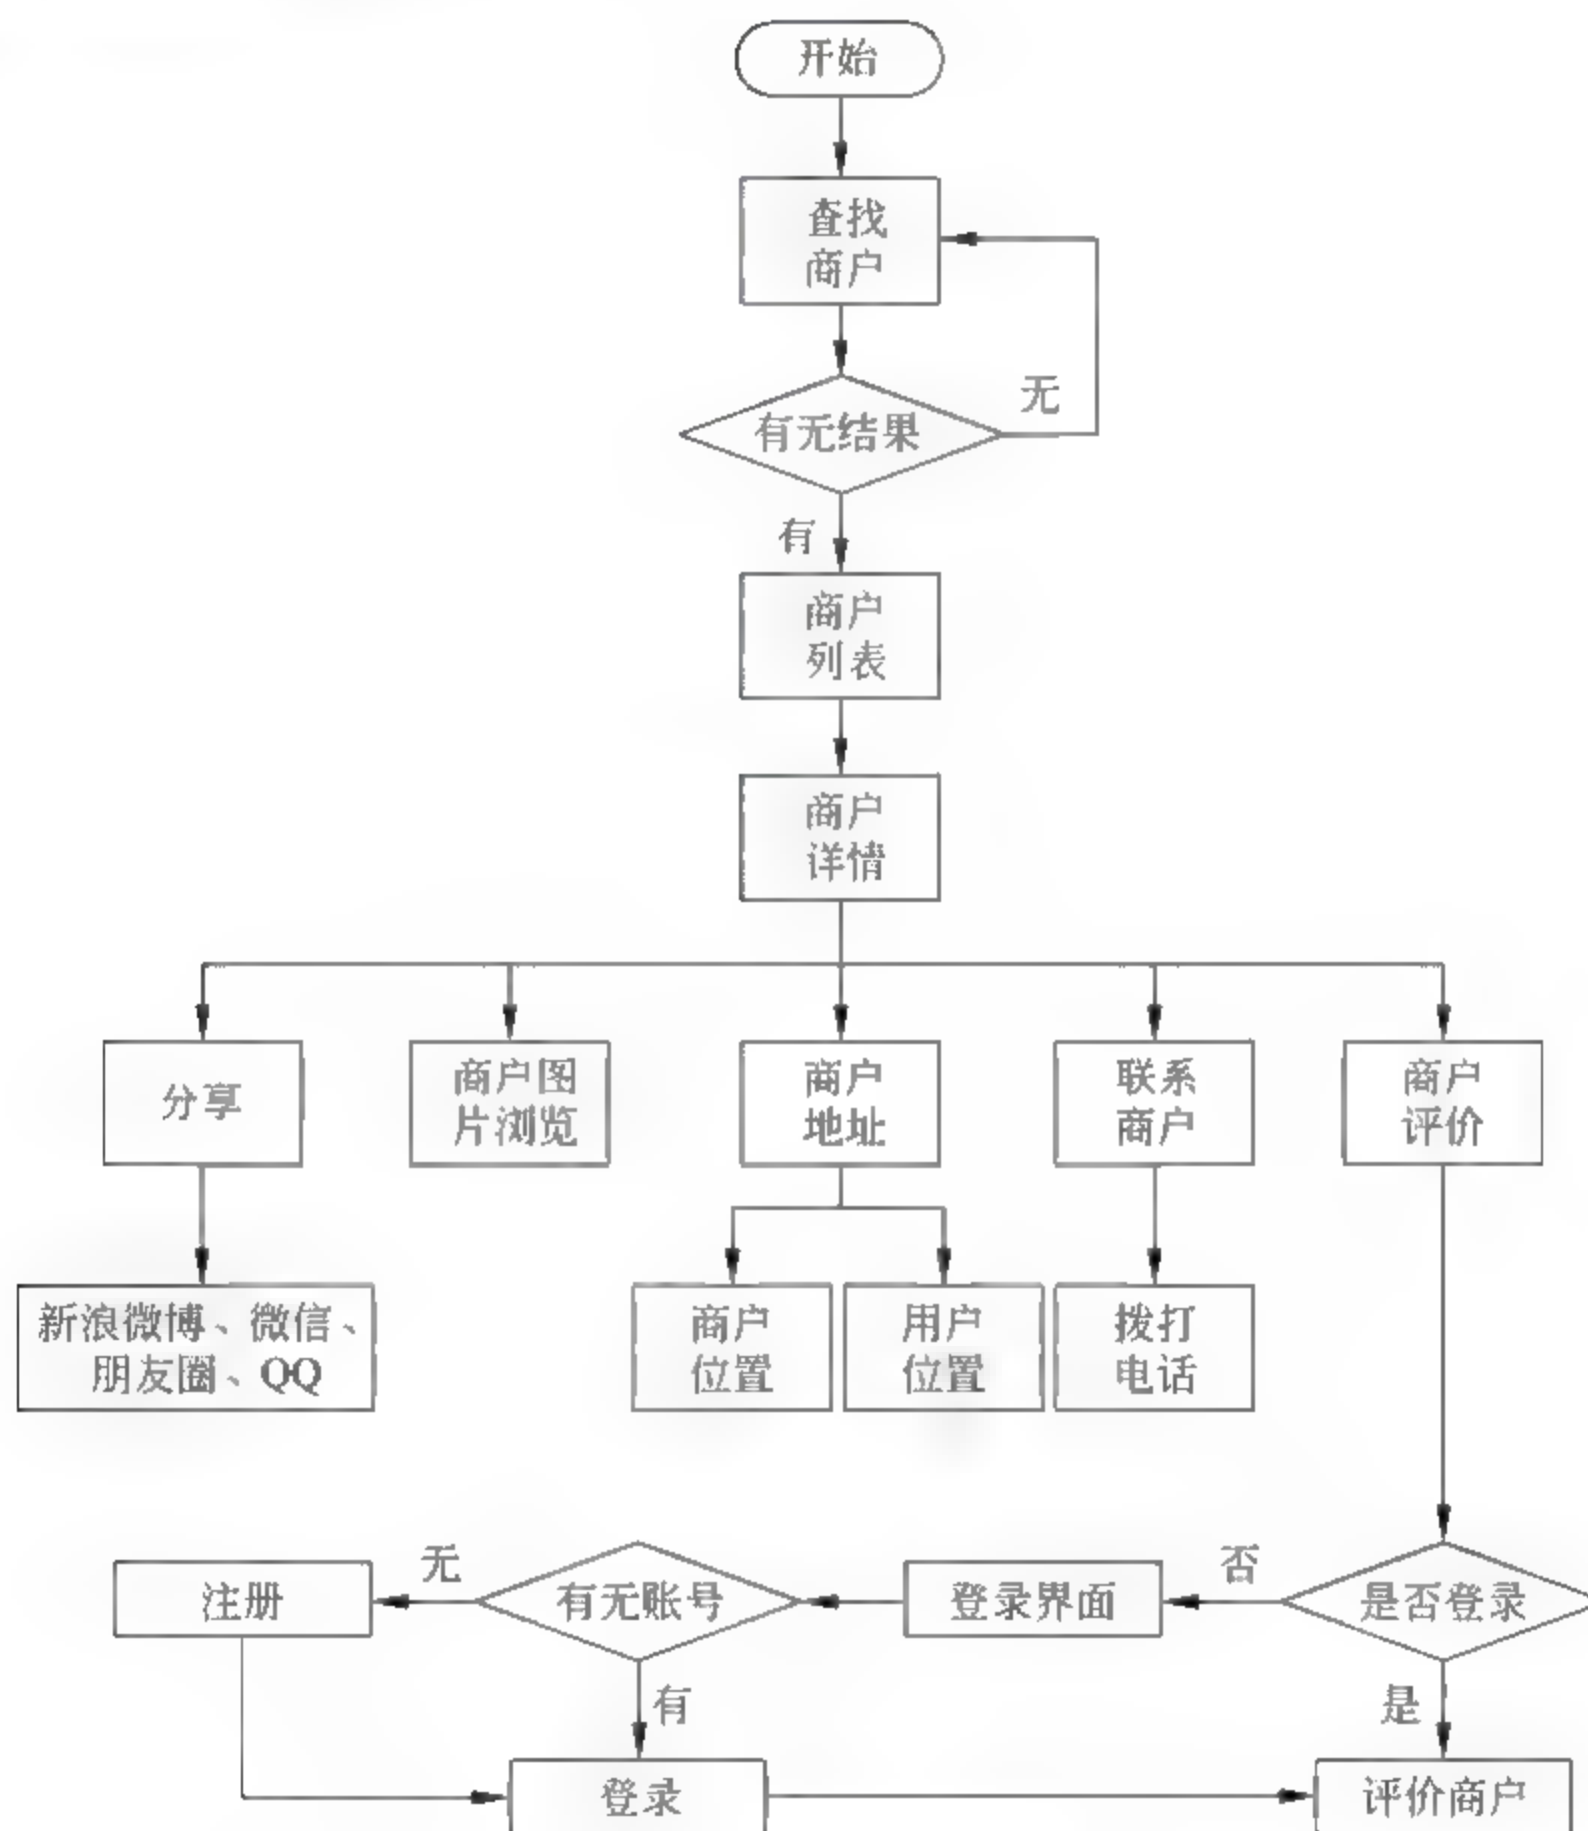 开始
查找
商户
无
有无结果
有
商户
列表
商户
详情
分享
商户图
片浏览
商户
地址
联系
商户
商户
评价
新浪微博、微信、
朋友圈、QQ
商户
位置
用户
位置
拨打
电话
注册
无
有无账号
登录界面
否
是否登录
有
是
登录
评价商户